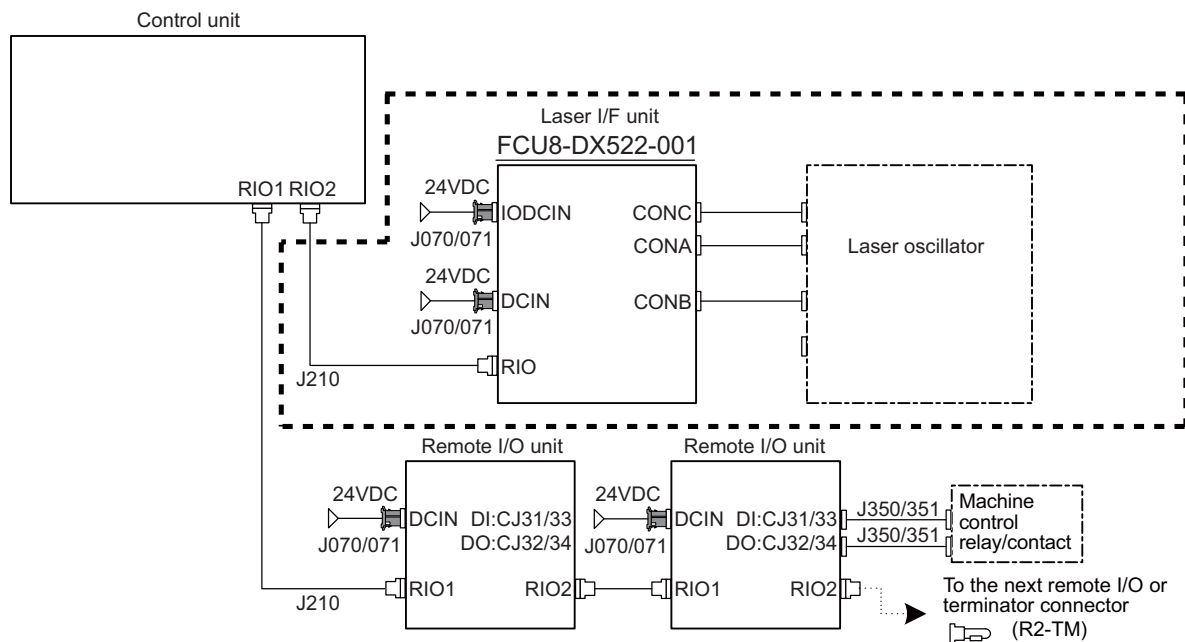 Control unit
RIO1 RIO2
Laser I/F unit
FCU8-DX522-001
24VDC
IODCIN
J070/071
24VDC
DCIN
J070/071
RIO
CONC
CONA
CONB
Laser oscillator
J210
Remote I/O unit
24VDC
DCIN
J070/071
DI:CJ31/33
DO:CJ32/34
RIO1
RIO2
J210
Remote I/O unit
24VDC
DCIN
J070/071
DI:CJ31/33
DO:CJ32/34
RIO1
RIO2
J350/351
J350/351
Machine
control
relay/contact
To the next remote I/O or
terminator connector
(R2-TM)